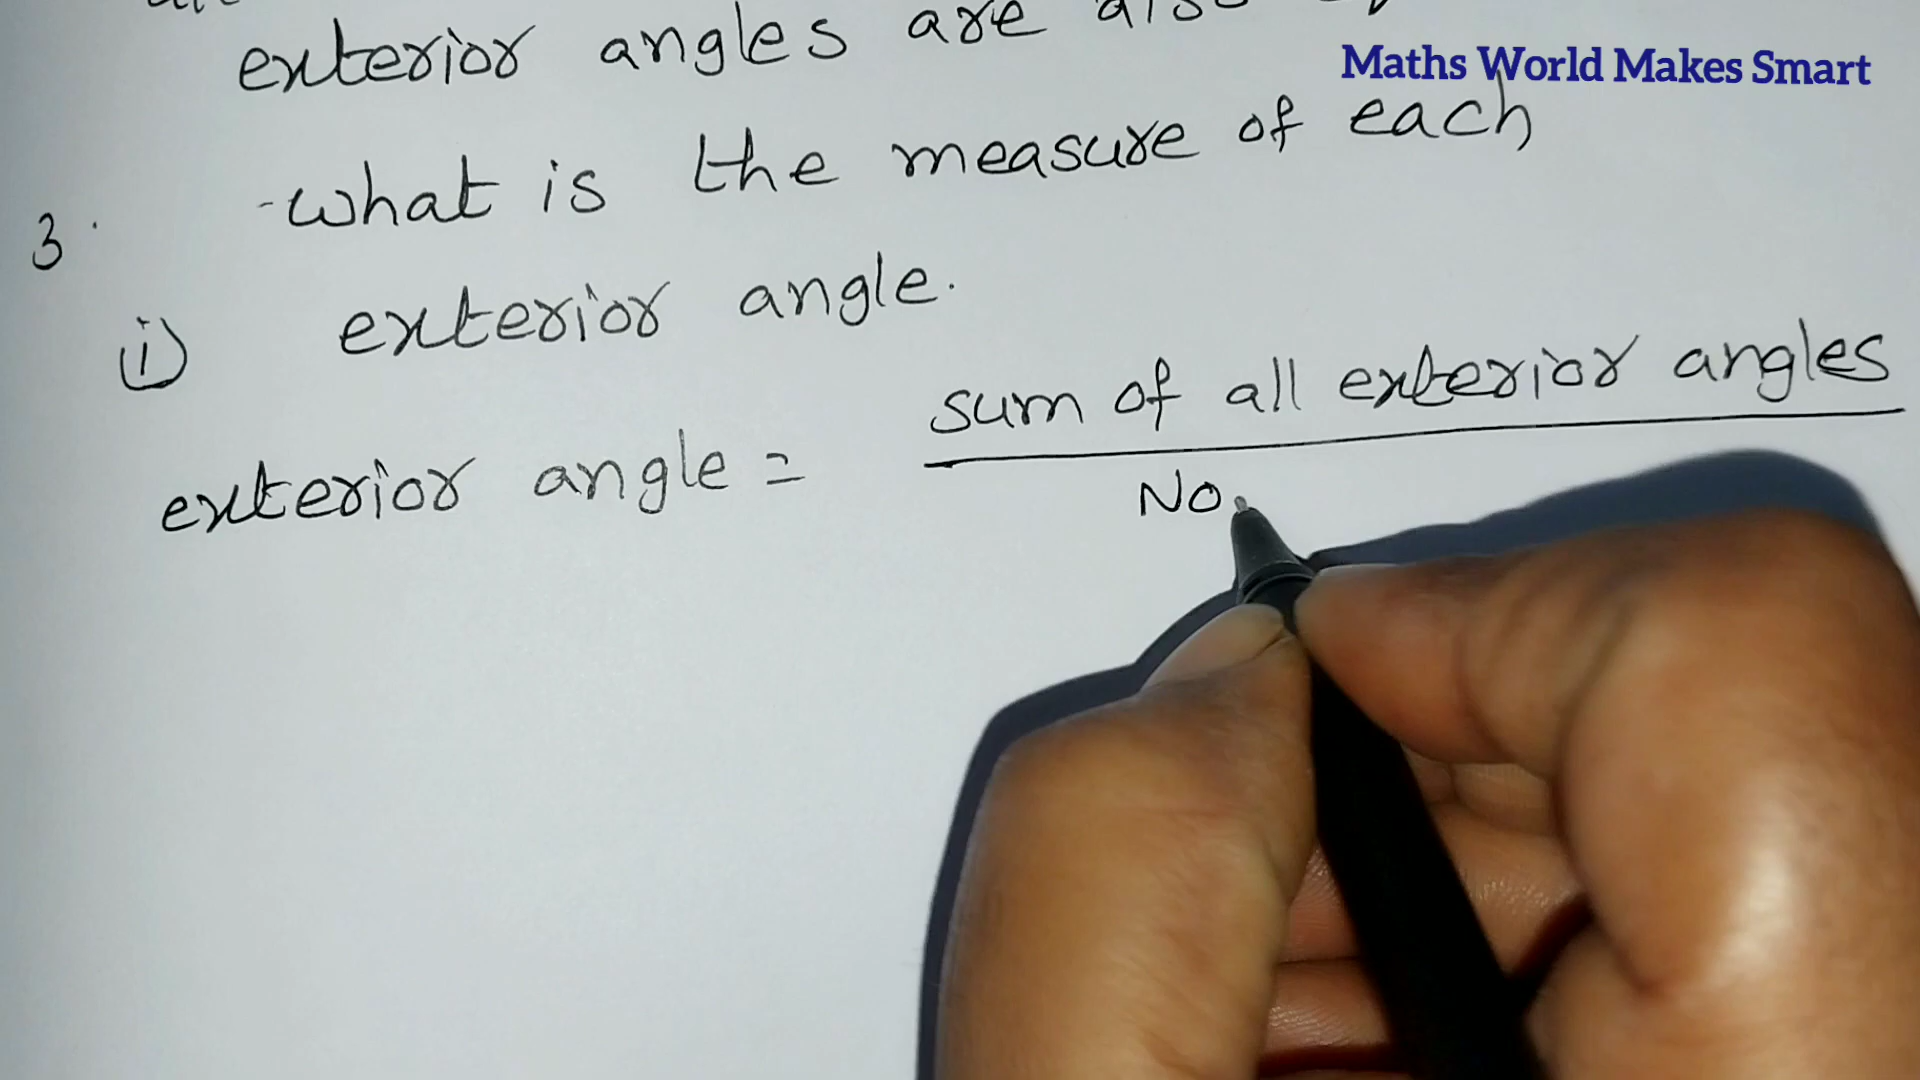 exterior angles are also
Maths World Makes Smart
3. what is the measure of each
i) exterior angle.
sum of all exterior angles
exterior angle =
No